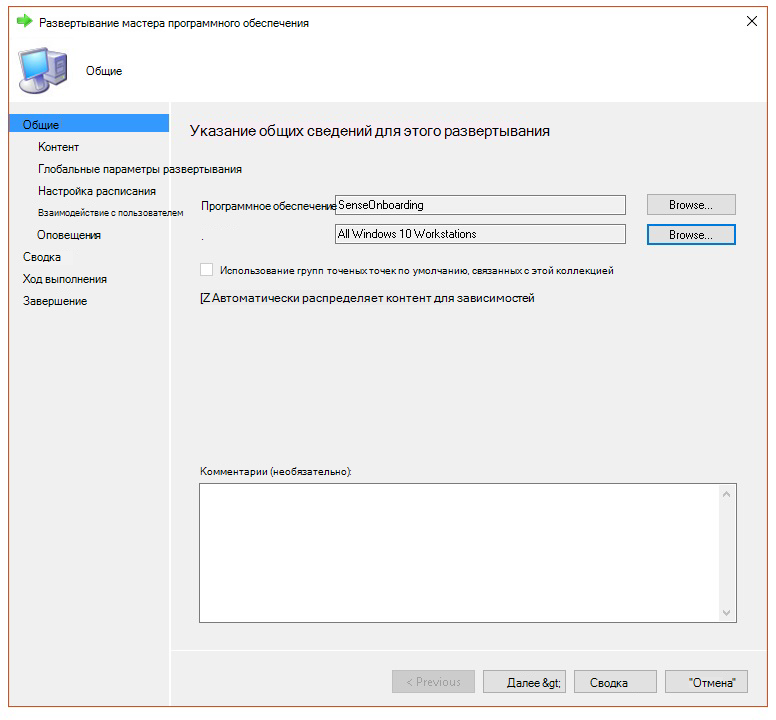 Развертывание мастера программного обеспечения
Общие
Общие
Контент
Глобальные параметры развертывания
Настройка расписания
Взаимодействие с пользователем
Оповещения
Сводка
Ход выполнения
Завершение
Указание общих сведений для этого развертывания
Программное обеспечение SenseOnboarding Browse...
. All Windows 10 Workstations Browse...
Использование групп точеных точек по умолчанию, связанных с этой коллекцией
[Z Автоматически распределяет контент для зависимостей
Комментарии (необязательно):
< Previous Далее &gt; Сводка "Отмена"